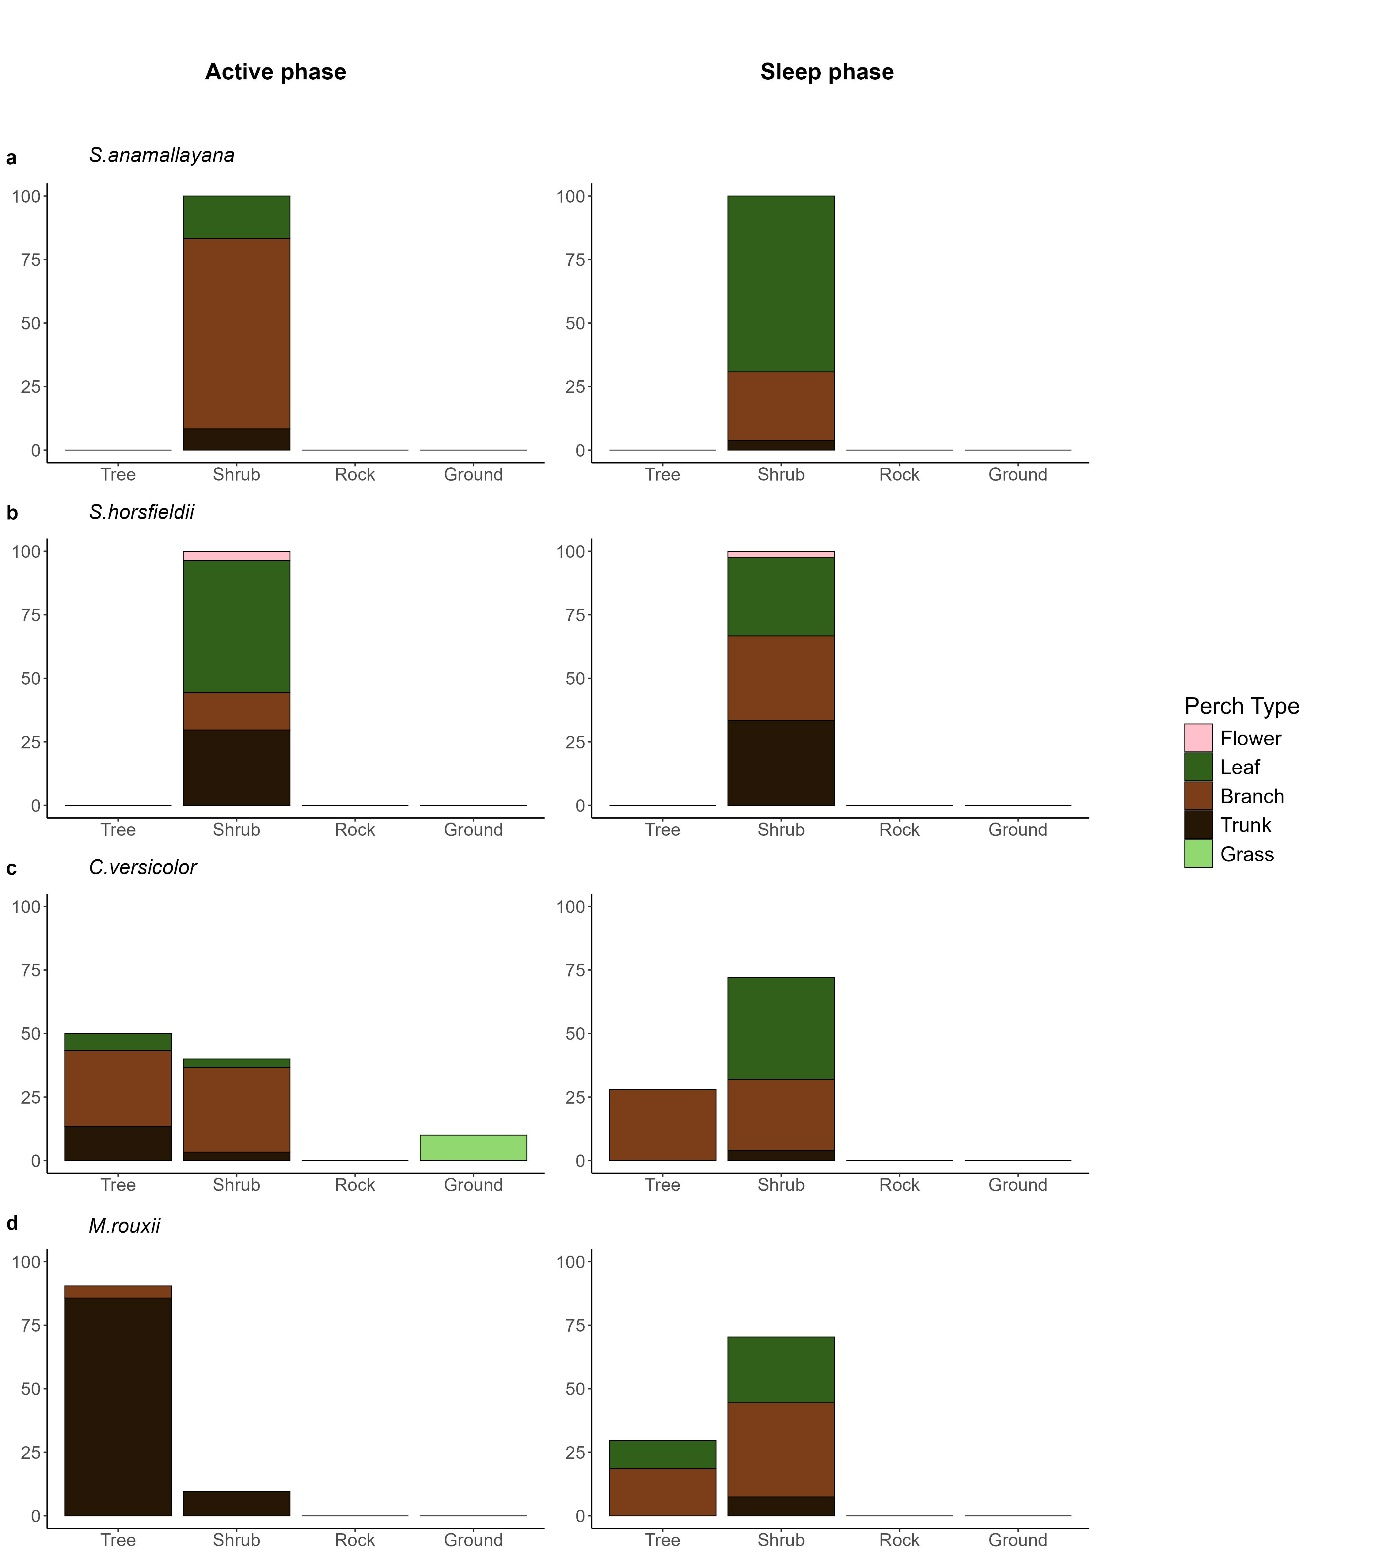 Active phase Sleep phase
a S.anamallayana
100 100
75 75
50 50
25 25
0 0
Tree Shrub Rock Ground Tree Shrub Rock Ground
b S.horsfieldii
100 100
75 75
50 50
25 25
0 0
Tree Shrub Rock Ground Tree Shrub Rock Ground
Perch Type
Flower
Leaf
Branch
Trunk
Grass
c C.versicolor
100 100
75 75
50 50
25 25
0 0
Tree Shrub Rock Ground Tree Shrub Rock Ground
d M.rouxii
100 100
75 75
50 50
25 25
0 0
Tree Shrub Rock Ground Tree Shrub Rock Ground